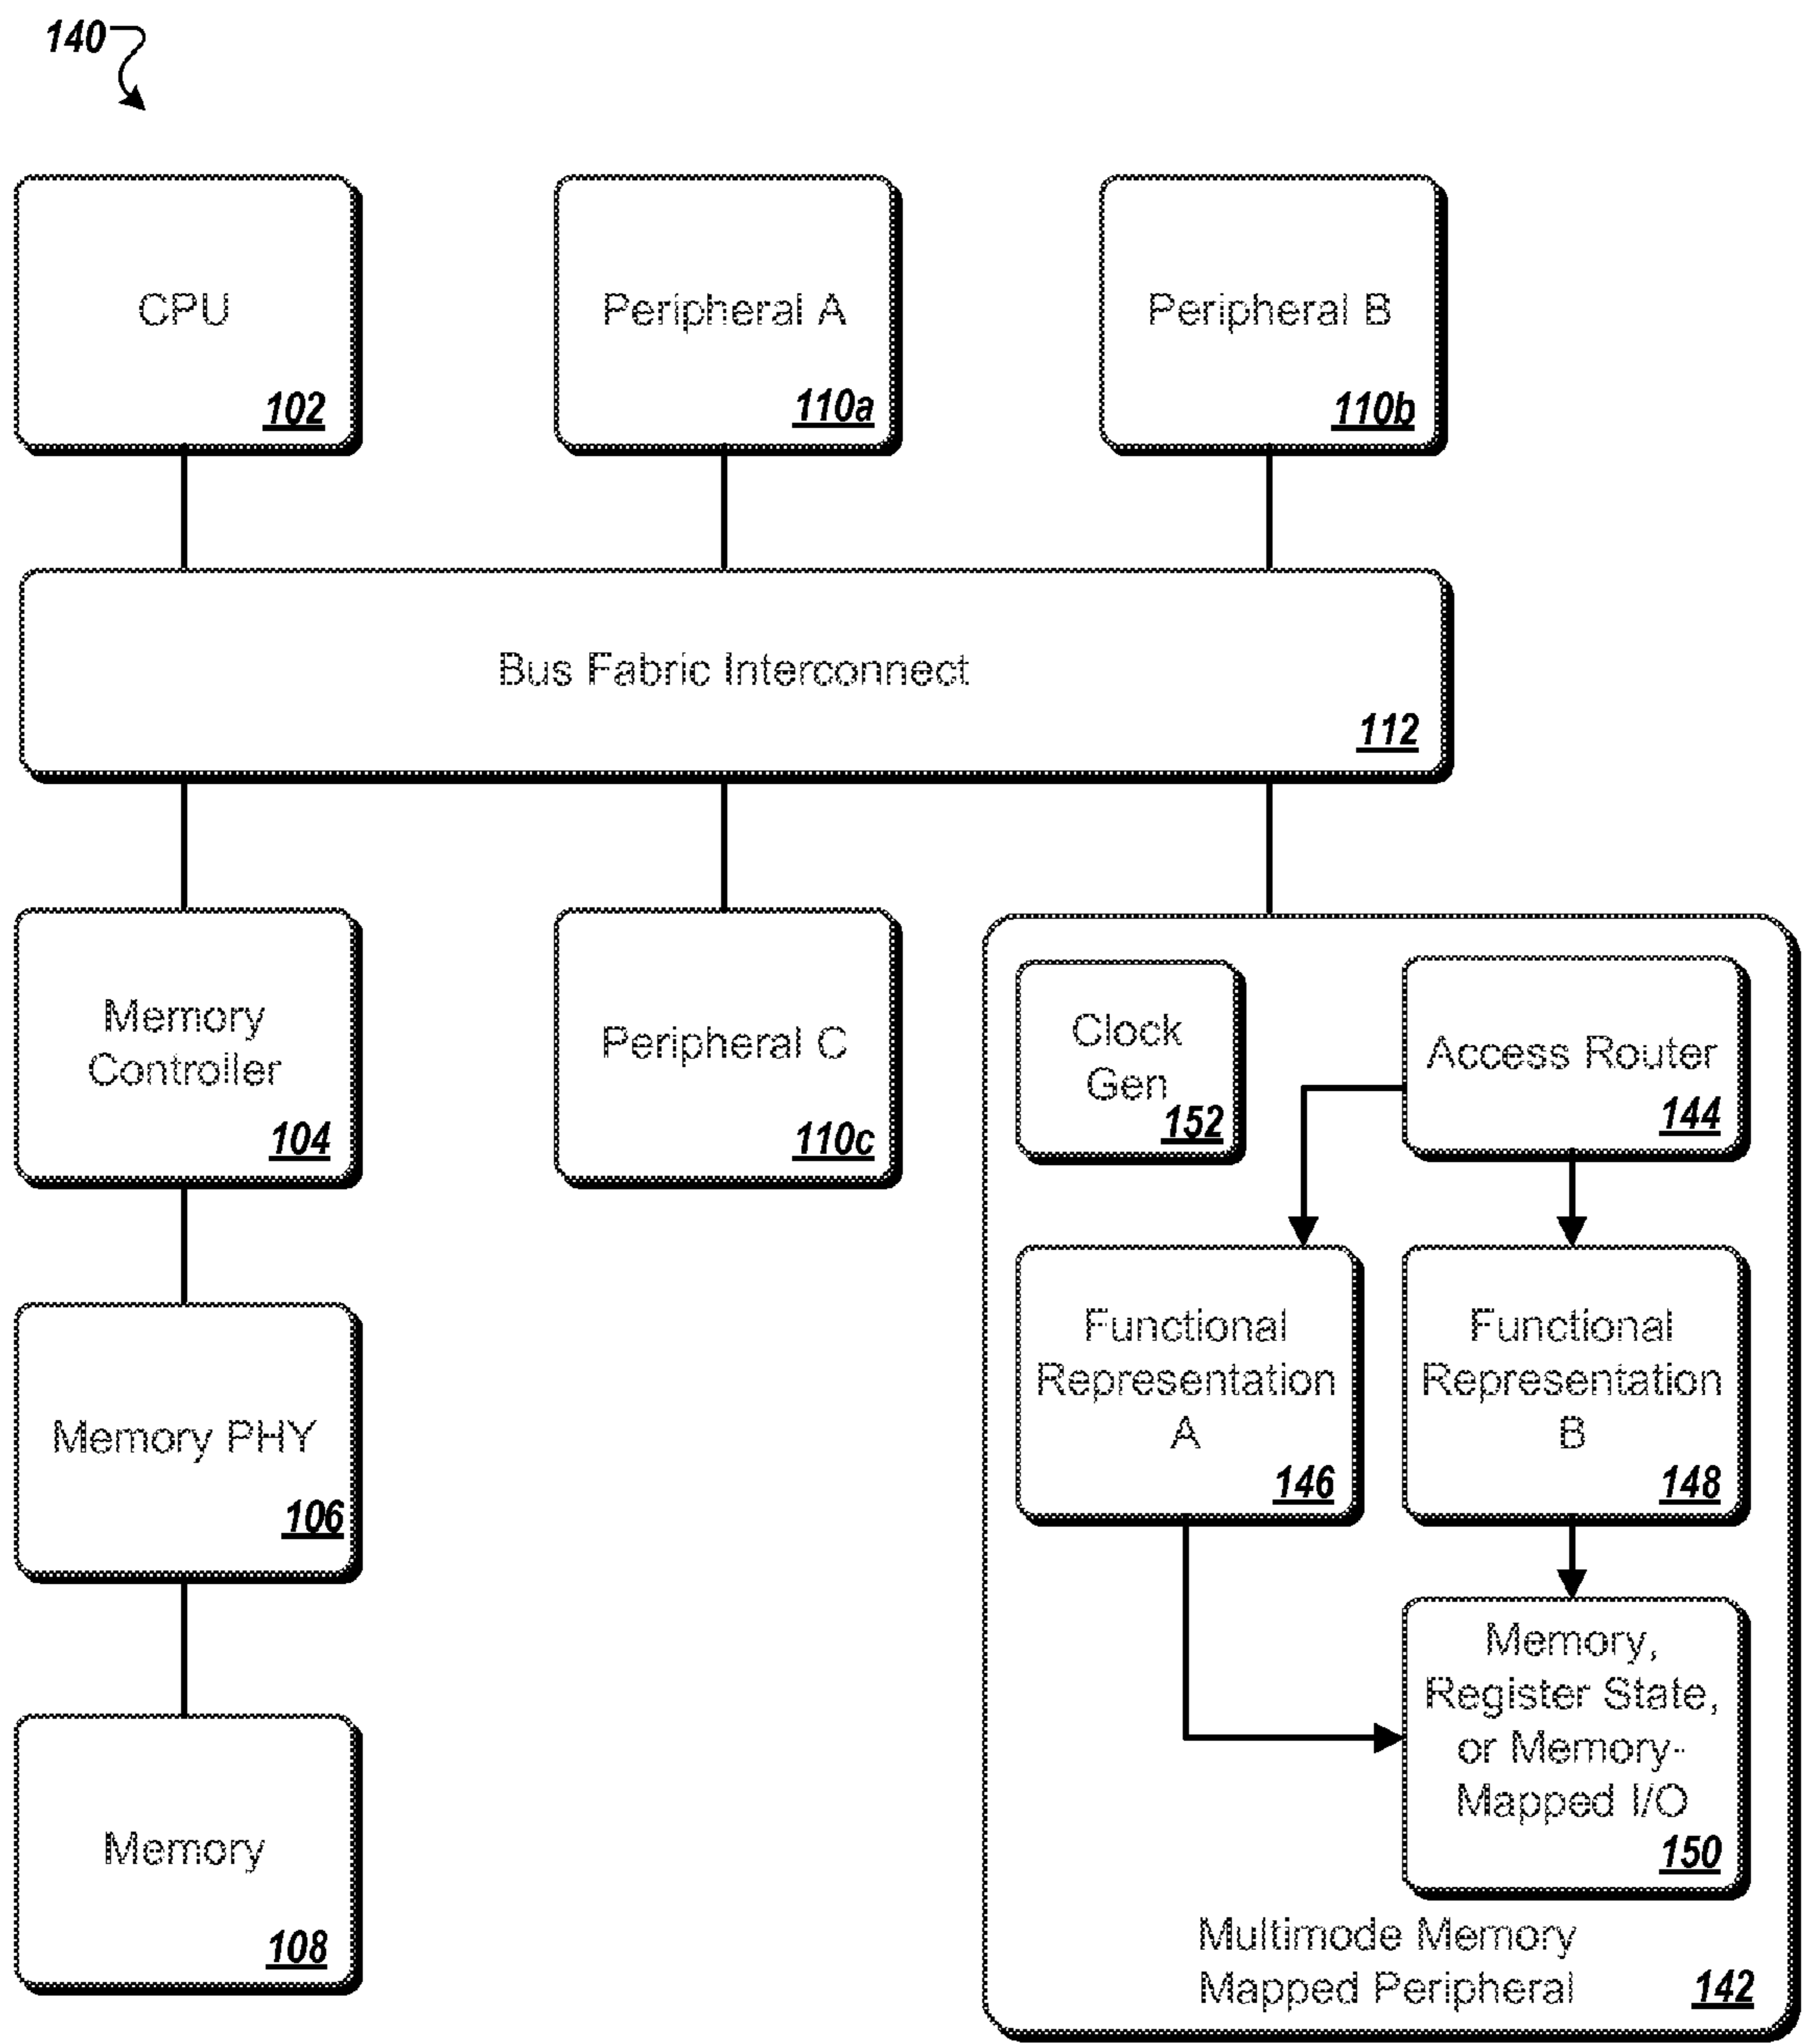 140
CPU
102
Peripheral A
110a
Peripheral B
110b
Bus Fabric Interconnect
112
Memory
Controller
104
Peripheral C
110c
Clock
Gen
152
Access Router
144
Functional
Representation
A
146
Functional
Representation
B
148
Memory PHY
106
Memory,
Register State,
or Memory-
Mapped I/O
150
Memory
108
Multimode Memory
Mapped Peripheral
142